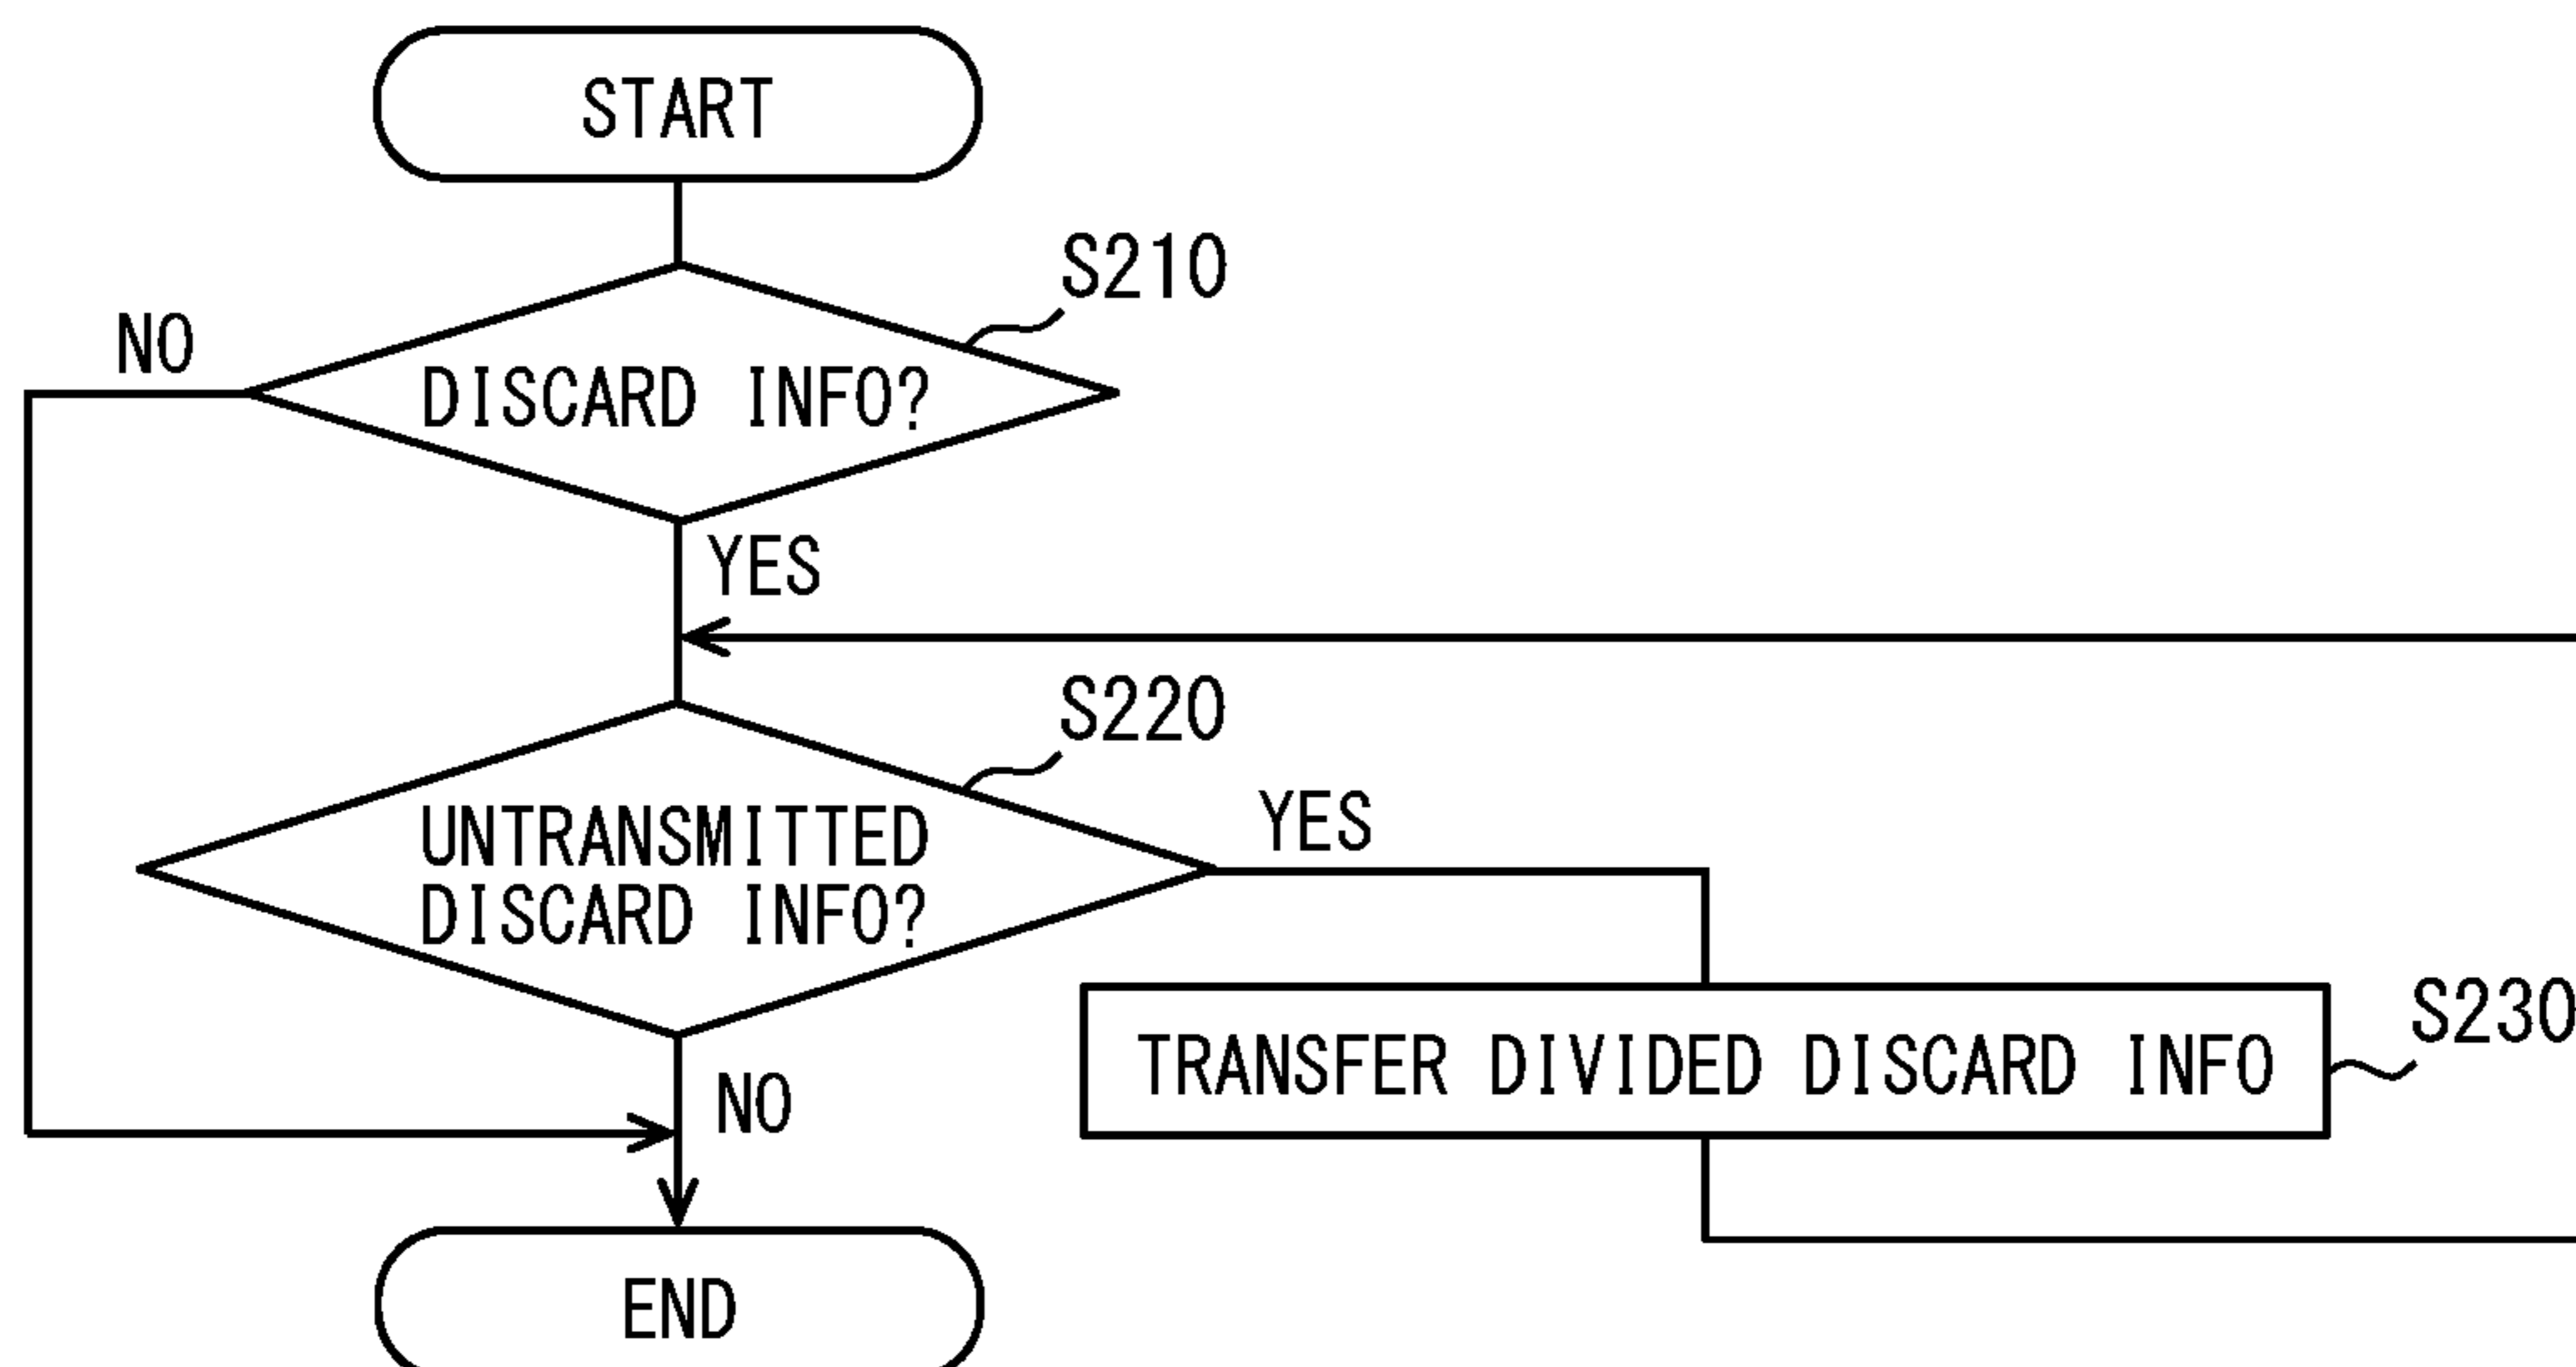 START
S210
NO
DISCARD INFO?
YES
S220
UNTRANSMITTED
DISCARD INFO?
YES
S230
TRANSFER DIVIDED DISCARD INFO
NO
END